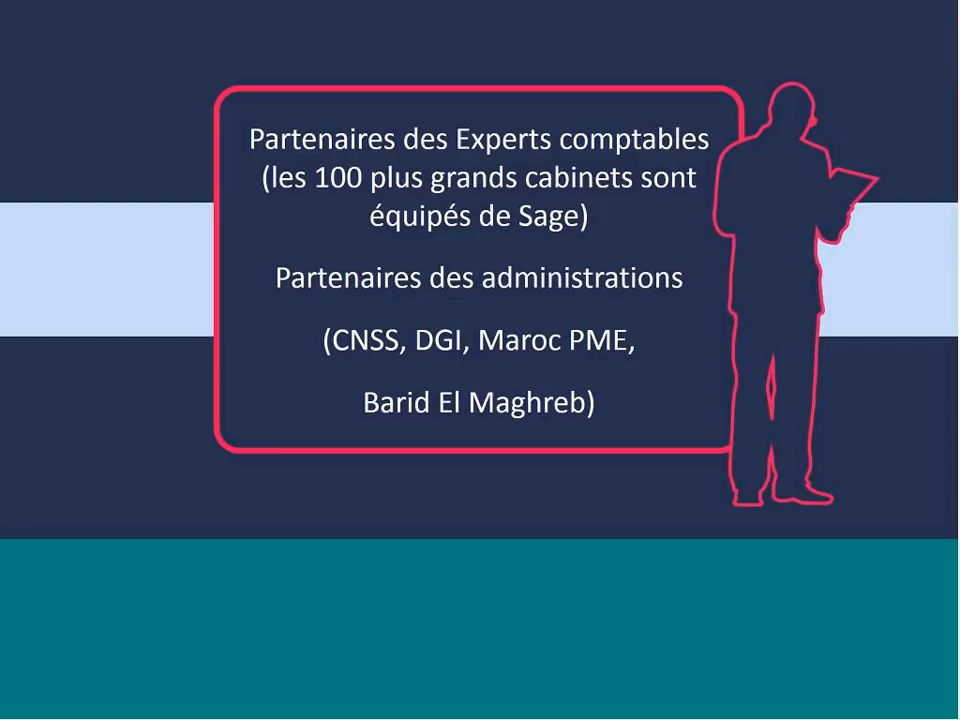 Partenaires des Experts comptables
(les 100 plus grands cabinets sont
équipés de Sage)
Partenaires des administrations
(CNSS, DGI, Maroc PME,
Barid El Maghreb)